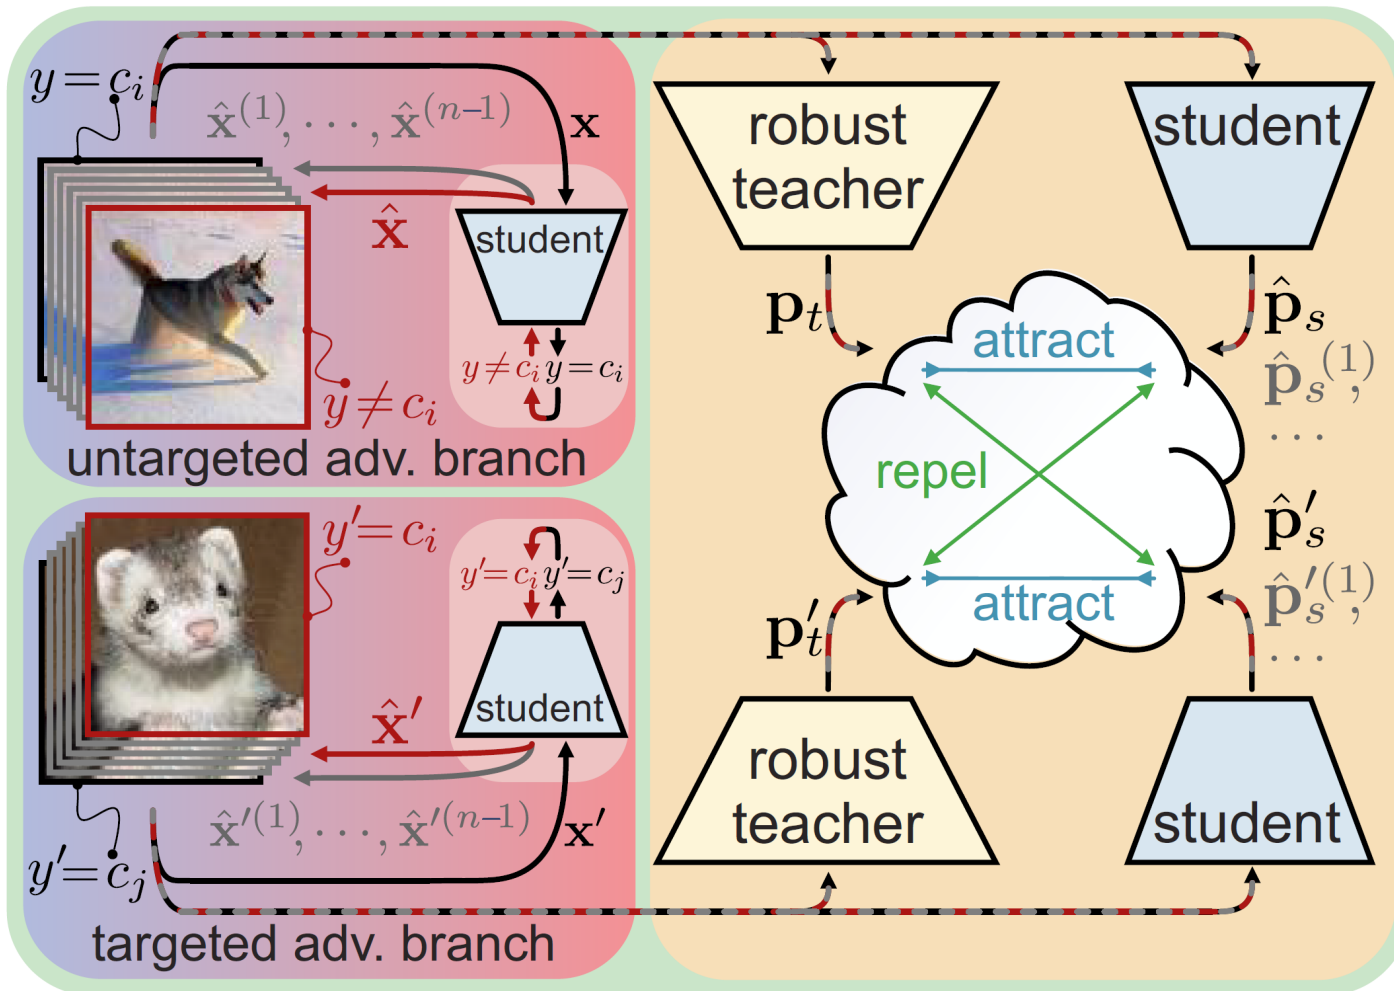 y = c_i
x̂^(1), ⋯, x̂^(n−1)
x
x̂
student
y ≠ c_i y = c_i
y ≠ c_i
untargeted adv. branch
y′ = c_i
y′ = c_i y′ = c_j
student
x̂′
x̂′^(1), ⋯, x̂′^(n−1)
x′
y′ = c_j
targeted adv. branch
robust
teacher
student
p_t
p̂_s
p̂_s^(1),
⋯
attract
repel
attract
p̂′_s
p̂′_s^(1),
⋯
p′_t
robust
teacher
student